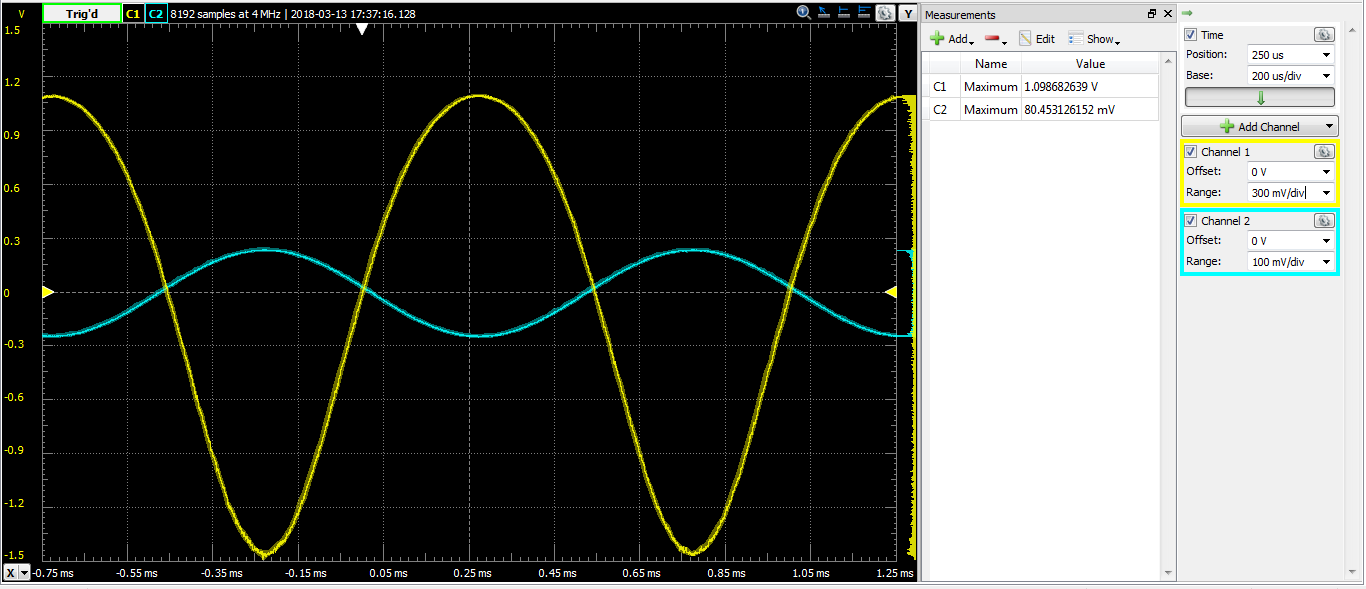 V Trig'd C1 C2 8192 samples at 4 MHz | 2018-03-13 17:37:16.128 Y
1.5
1.2
0.9
0.6
0.3
0
-0.3
-0.6
-0.9
-1.2
-1.5
X -0.75 ms -0.55 ms -0.35 ms -0.15 ms 0.05 ms 0.25 ms 0.45 ms 0.65 ms 0.85 ms 1.05 ms 1.25 ms
Measurements
Add Edit Show
Name Value
C1 Maximum 1.098682639 V
C2 Maximum 80.453126152 mV
Time
Position: 250 us
Base: 200 us/div
Add Channel
Channel 1
Offset: 0 V
Range: 300 mV/div
Channel 2
Offset: 0 V
Range: 100 mV/div